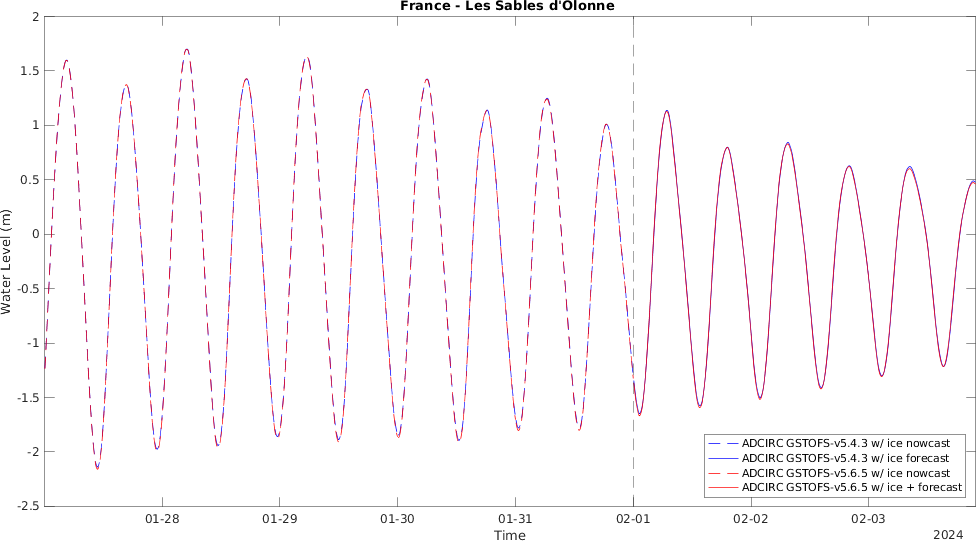 France - Les Sables d'Olonne
2
1.5
1
0.5
0
-0.5
-1
-1.5
-2
-2.5
Water Level (m)
ADCIRC GSTOFS-v5.4.3 w/ ice nowcast
ADCIRC GSTOFS-v5.4.3 w/ ice forecast
ADCIRC GSTOFS-v5.6.5 w/ ice nowcast
ADCIRC GSTOFS-v5.6.5 w/ ice + forecast
01-28 01-29 01-30 01-31 02-01 02-02 02-03
Time
2024